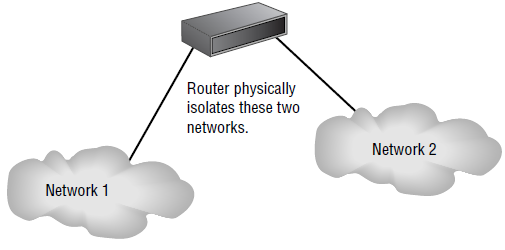 Router physically
isolates these two
networks.
Network 2
Network 1